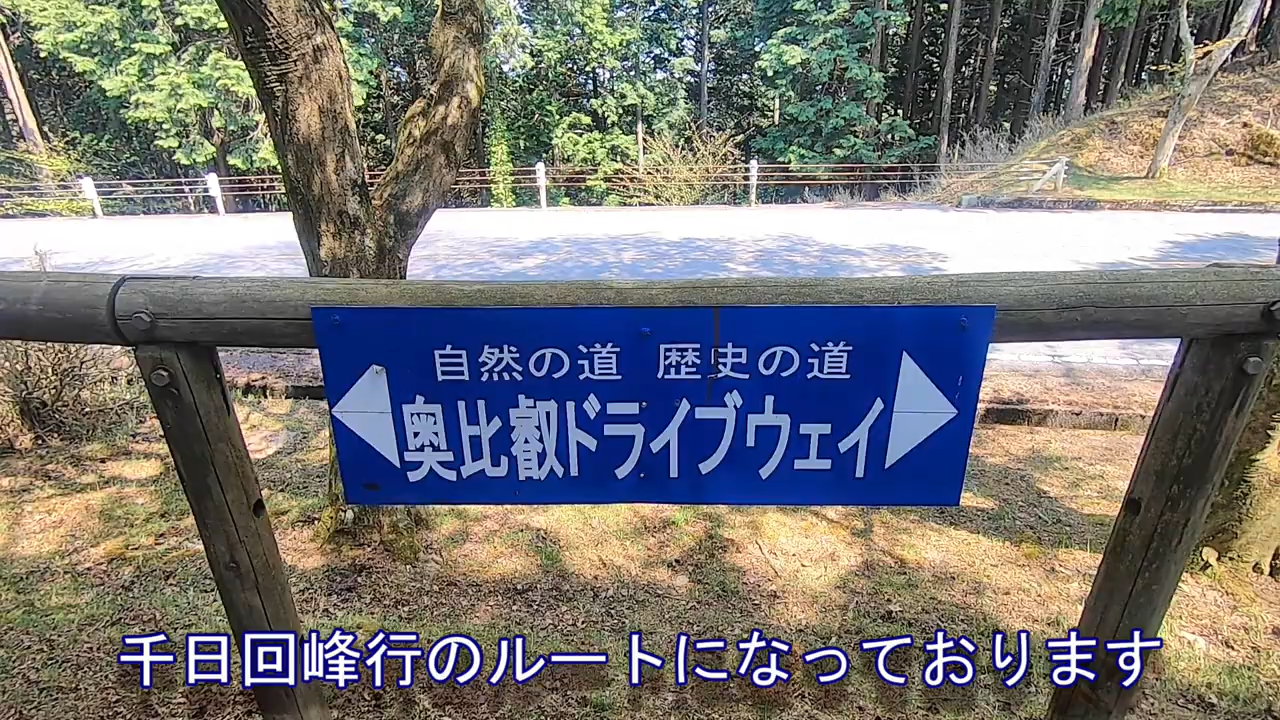 自然の道 歴史の道
奥比叡ドライブウェイ
千日回峰行のルートになっております